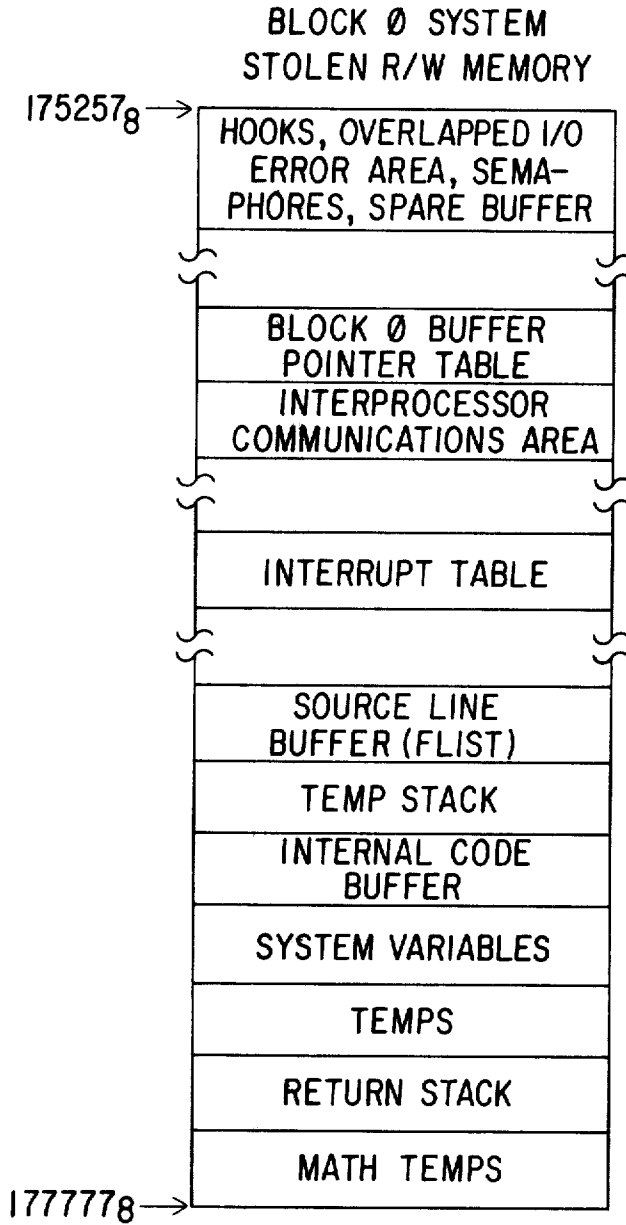 BLOCK Ø SYSTEM
STOLEN R/W MEMORY
175257₈
HOOKS, OVERLAPPED I/O
ERROR AREA, SEMA-
PHORES, SPARE BUFFER
BLOCK Ø BUFFER
POINTER TABLE
INTERPROCESSOR
COMMUNICATIONS AREA
INTERRUPT TABLE
SOURCE LINE
BUFFER (FLIST)
TEMP STACK
INTERNAL CODE
BUFFER
SYSTEM VARIABLES
TEMPS
RETURN STACK
MATH TEMPS
177777₈